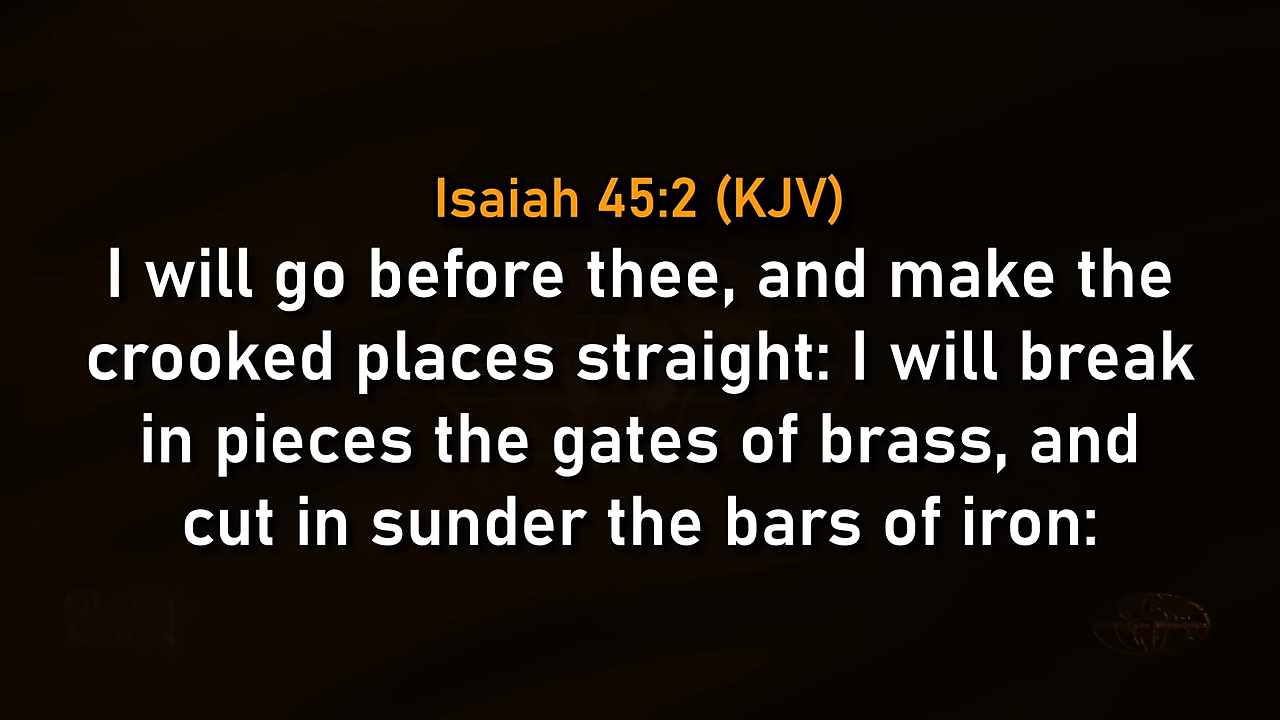 Isaiah 45:2 (KJV)
I will go before thee, and make the
crooked places straight: I will break
in pieces the gates of brass, and
cut in sunder the bars of iron: